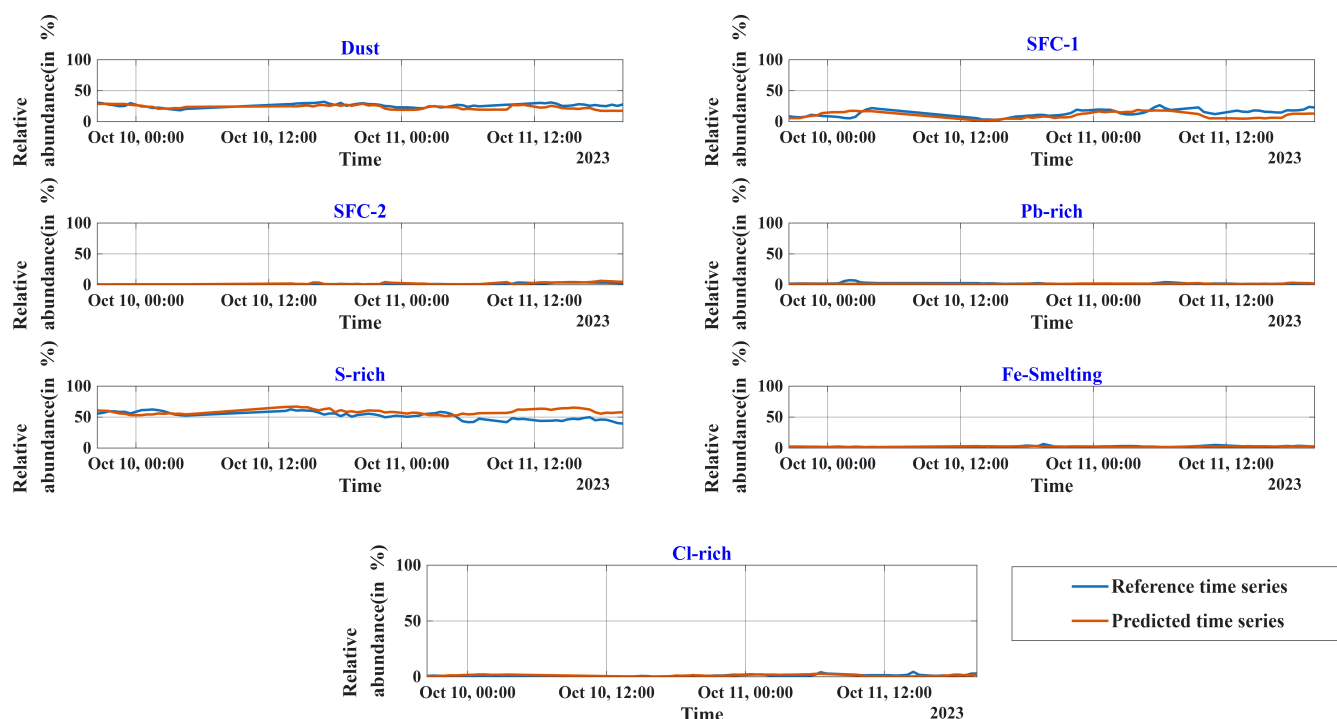 Dust
Relative
abundance(in %)
100
50
0
Oct 10, 00:00 Oct 10, 12:00 Oct 11, 00:00 Oct 11, 12:00
Time
2023
SFC-1
Relative
abundance(in %)
100
50
0
Oct 10, 00:00 Oct 10, 12:00 Oct 11, 00:00 Oct 11, 12:00
Time
2023
SFC-2
Relative
abundance(in %)
100
50
0
Oct 10, 00:00 Oct 10, 12:00 Oct 11, 00:00 Oct 11, 12:00
Time
2023
Pb-rich
Relative
abundance(in %)
100
50
0
Oct 10, 00:00 Oct 10, 12:00 Oct 11, 00:00 Oct 11, 12:00
Time
2023
S-rich
Relative
abundance(in %)
100
50
0
Oct 10, 00:00 Oct 10, 12:00 Oct 11, 00:00 Oct 11, 12:00
Time
2023
Fe-Smelting
Relative
abundance(in %)
100
50
0
Oct 10, 00:00 Oct 10, 12:00 Oct 11, 00:00 Oct 11, 12:00
Time
2023
Cl-rich
Relative
abundance(in %)
100
50
0
Oct 10, 00:00 Oct 10, 12:00 Oct 11, 00:00 Oct 11, 12:00
Time
2023
Reference time series
Predicted time series